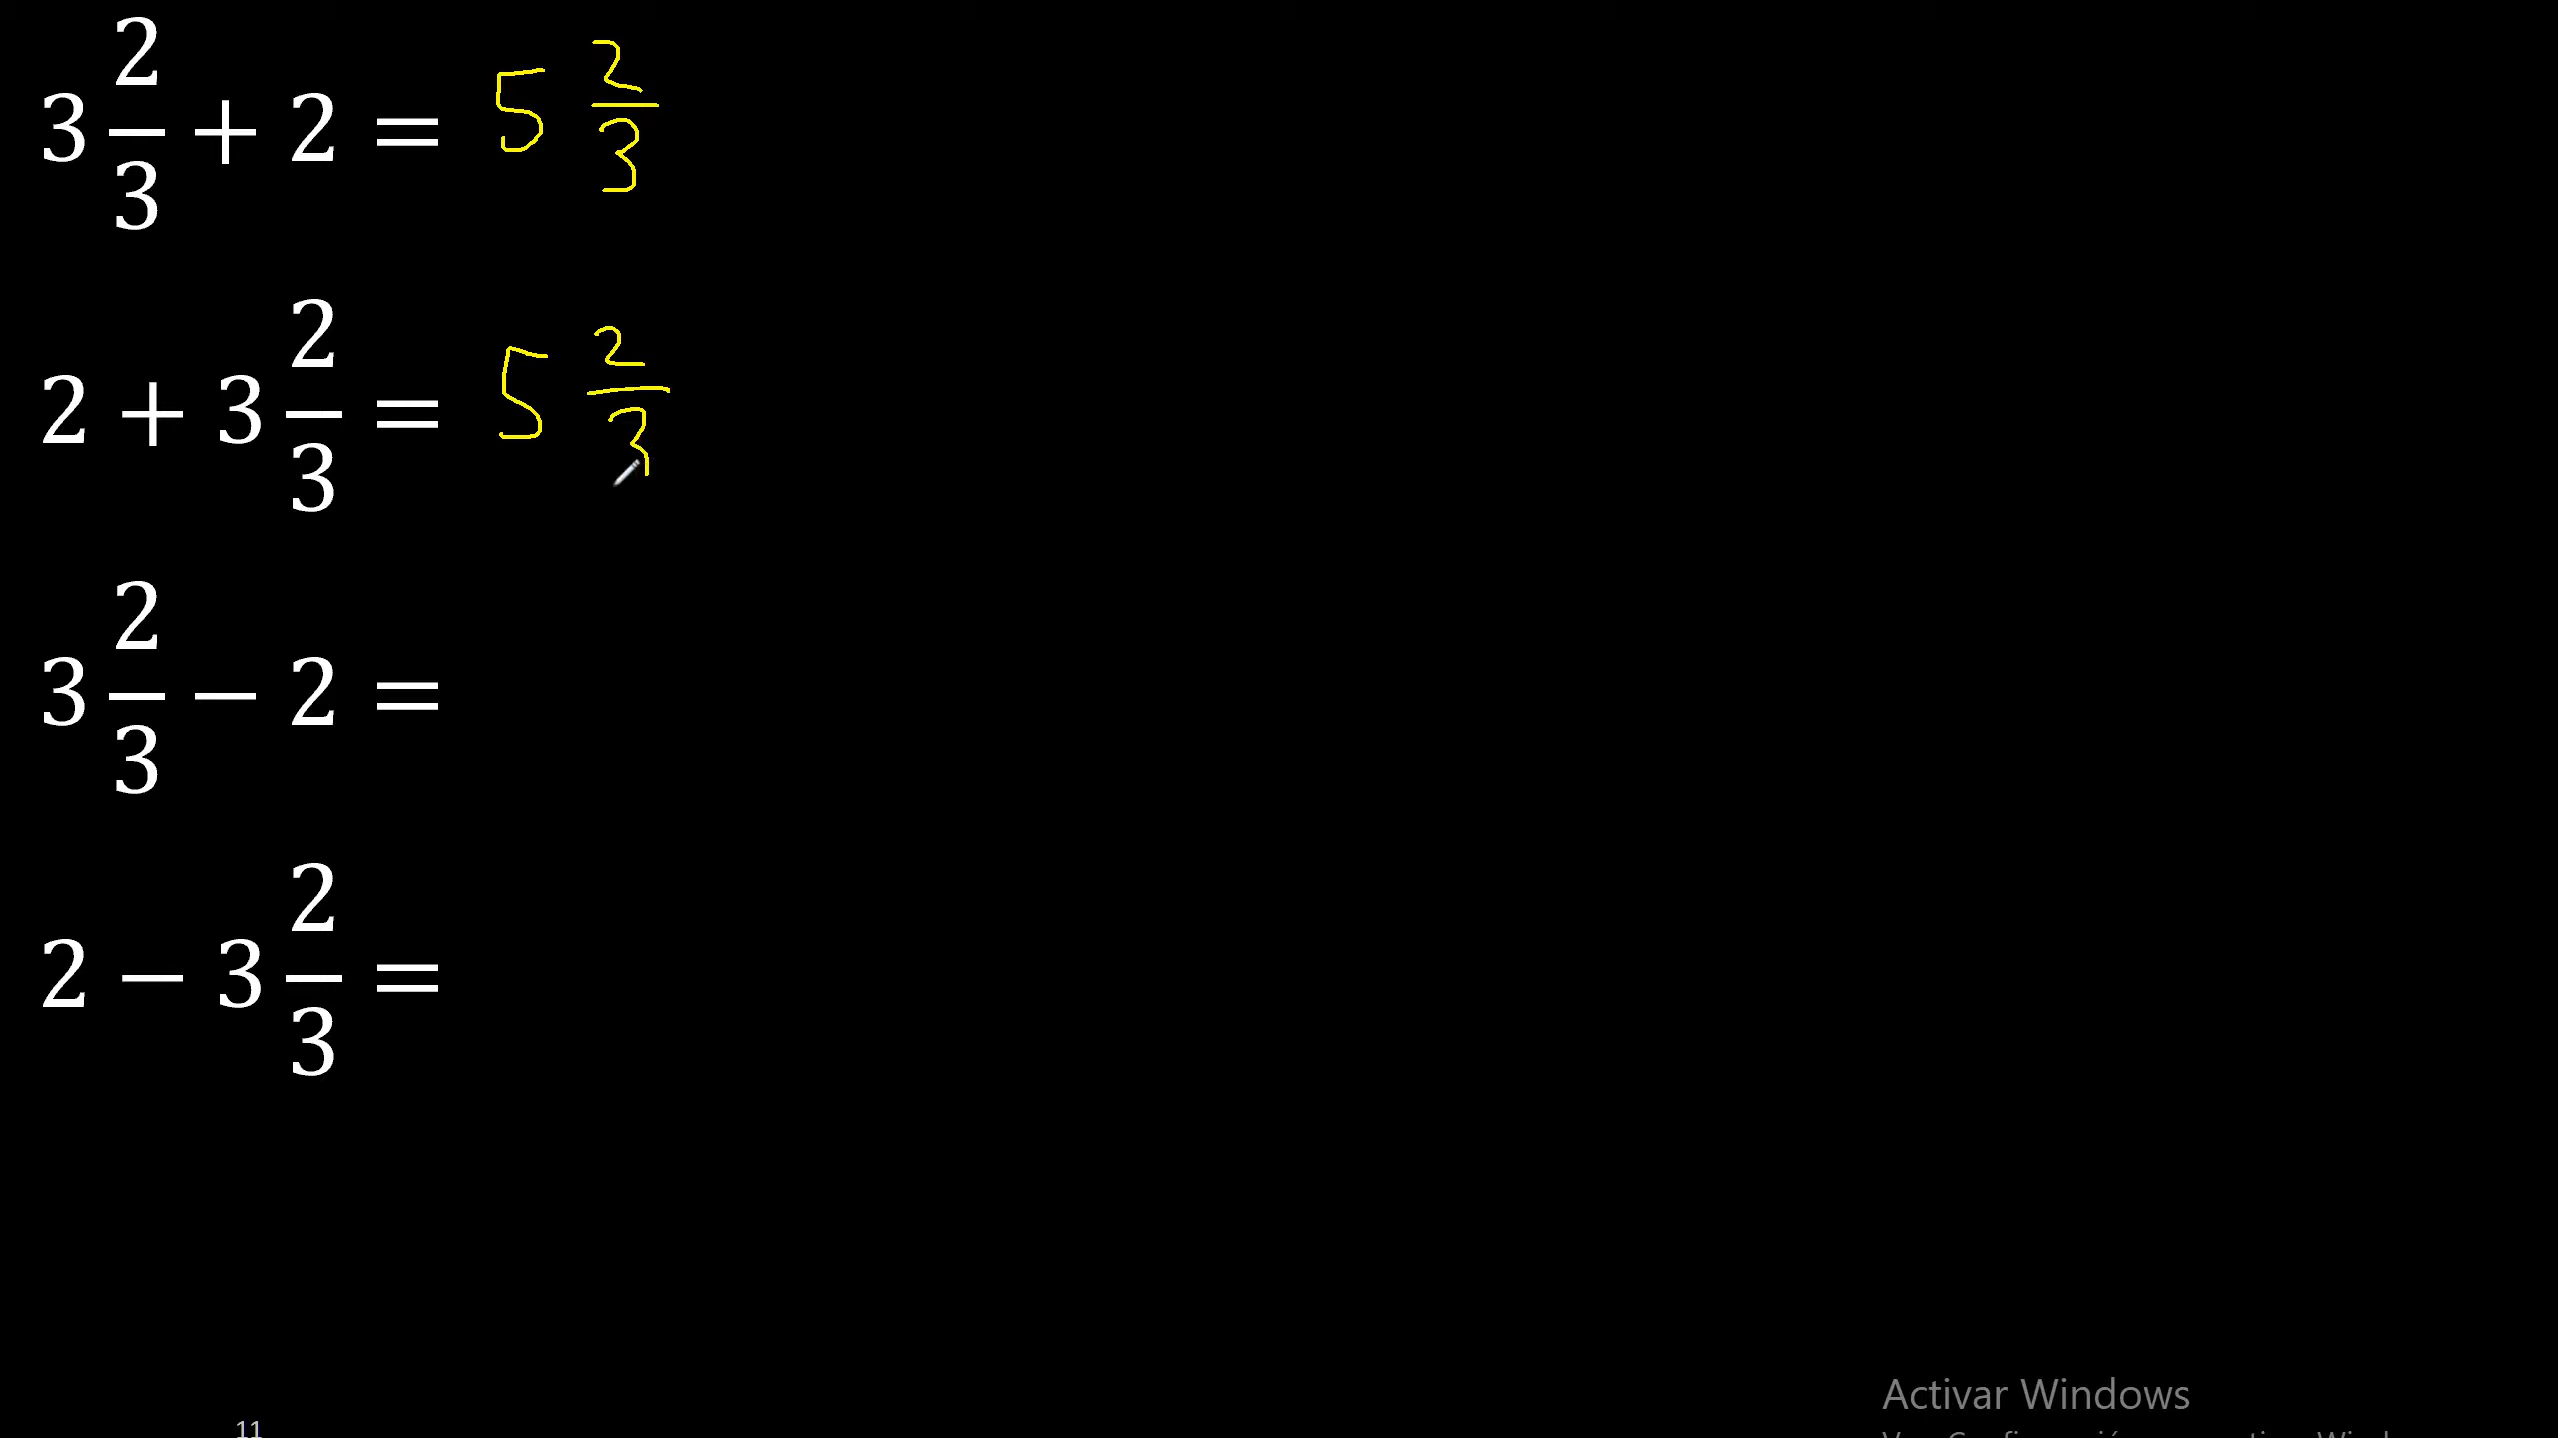 3 2/3 + 2 = 5 2/3
2 + 3 2/3 = 5 2/3
3 2/3 − 2 =
2 − 3 2/3 =
Activar Windows
11